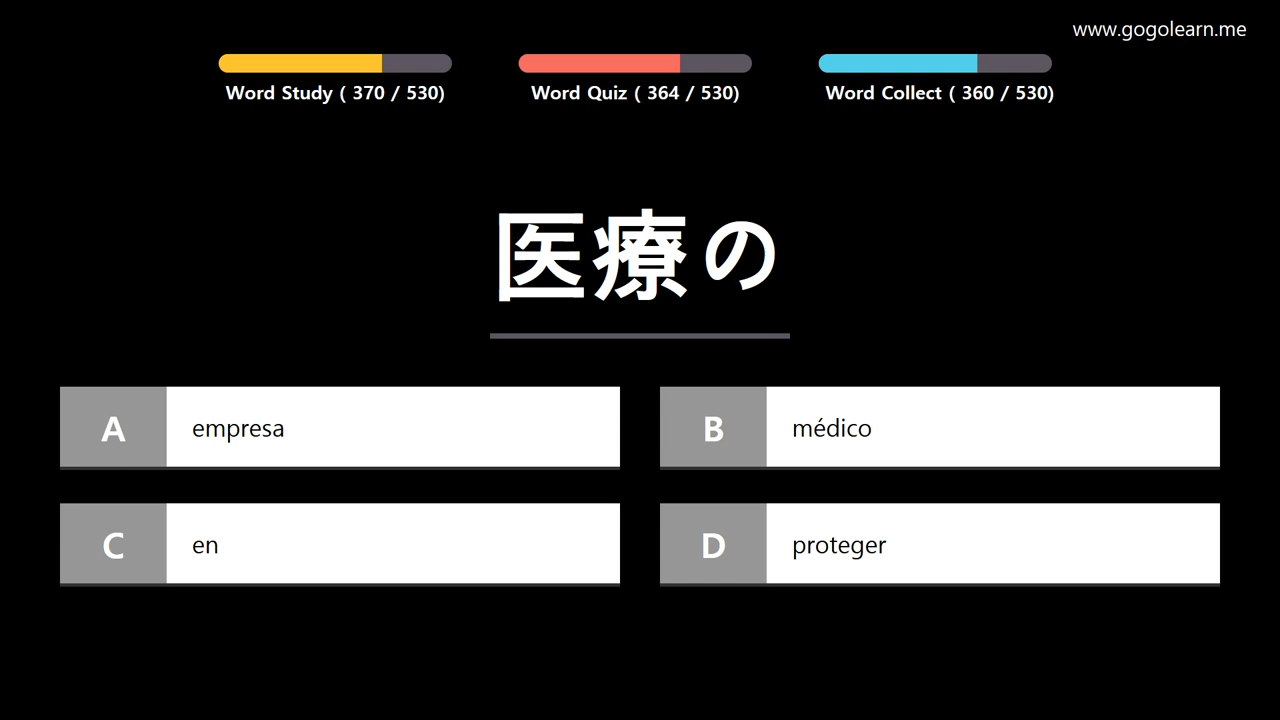 www.gogolearn.me
Word Study ( 370 / 530)
Word Quiz ( 364 / 530)
Word Collect ( 360 / 530)
医療の
A empresa
B médico
C en
D proteger